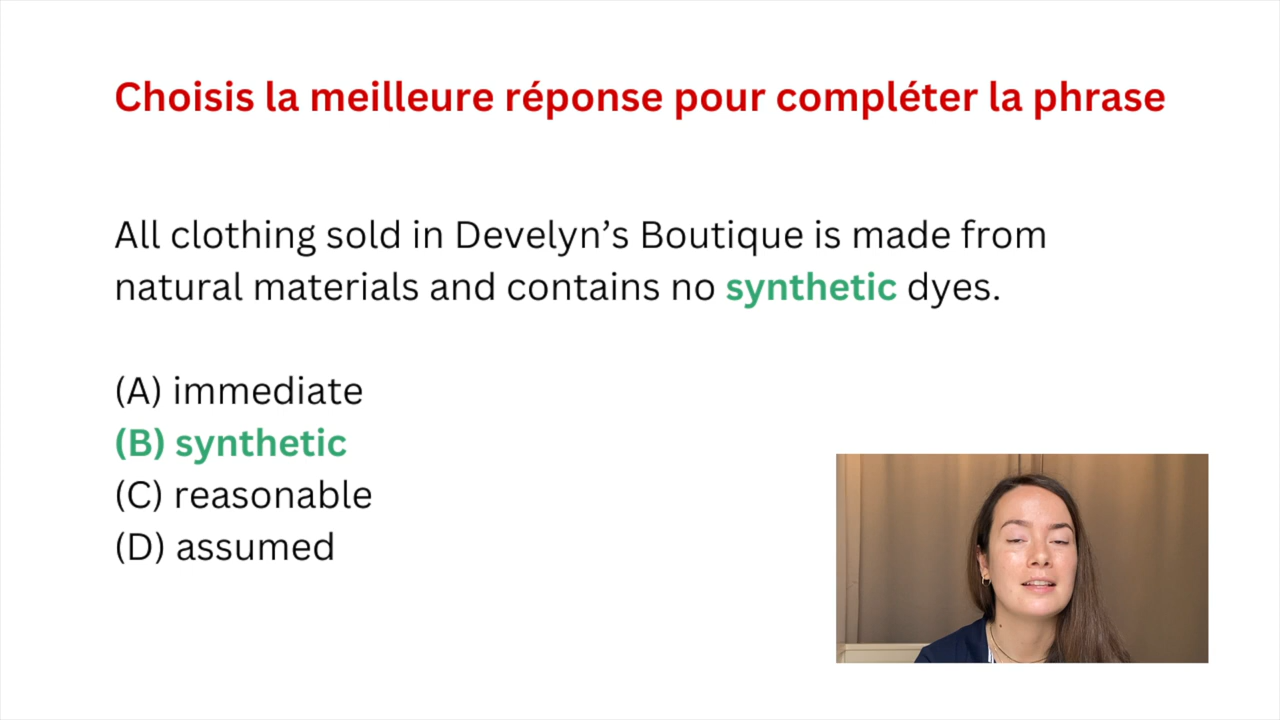 Choisis la meilleure réponse pour compléter la phrase
All clothing sold in Develyn’s Boutique is made from
natural materials and contains no synthetic dyes.
(A) immediate
(B) synthetic
(C) reasonable
(D) assumed